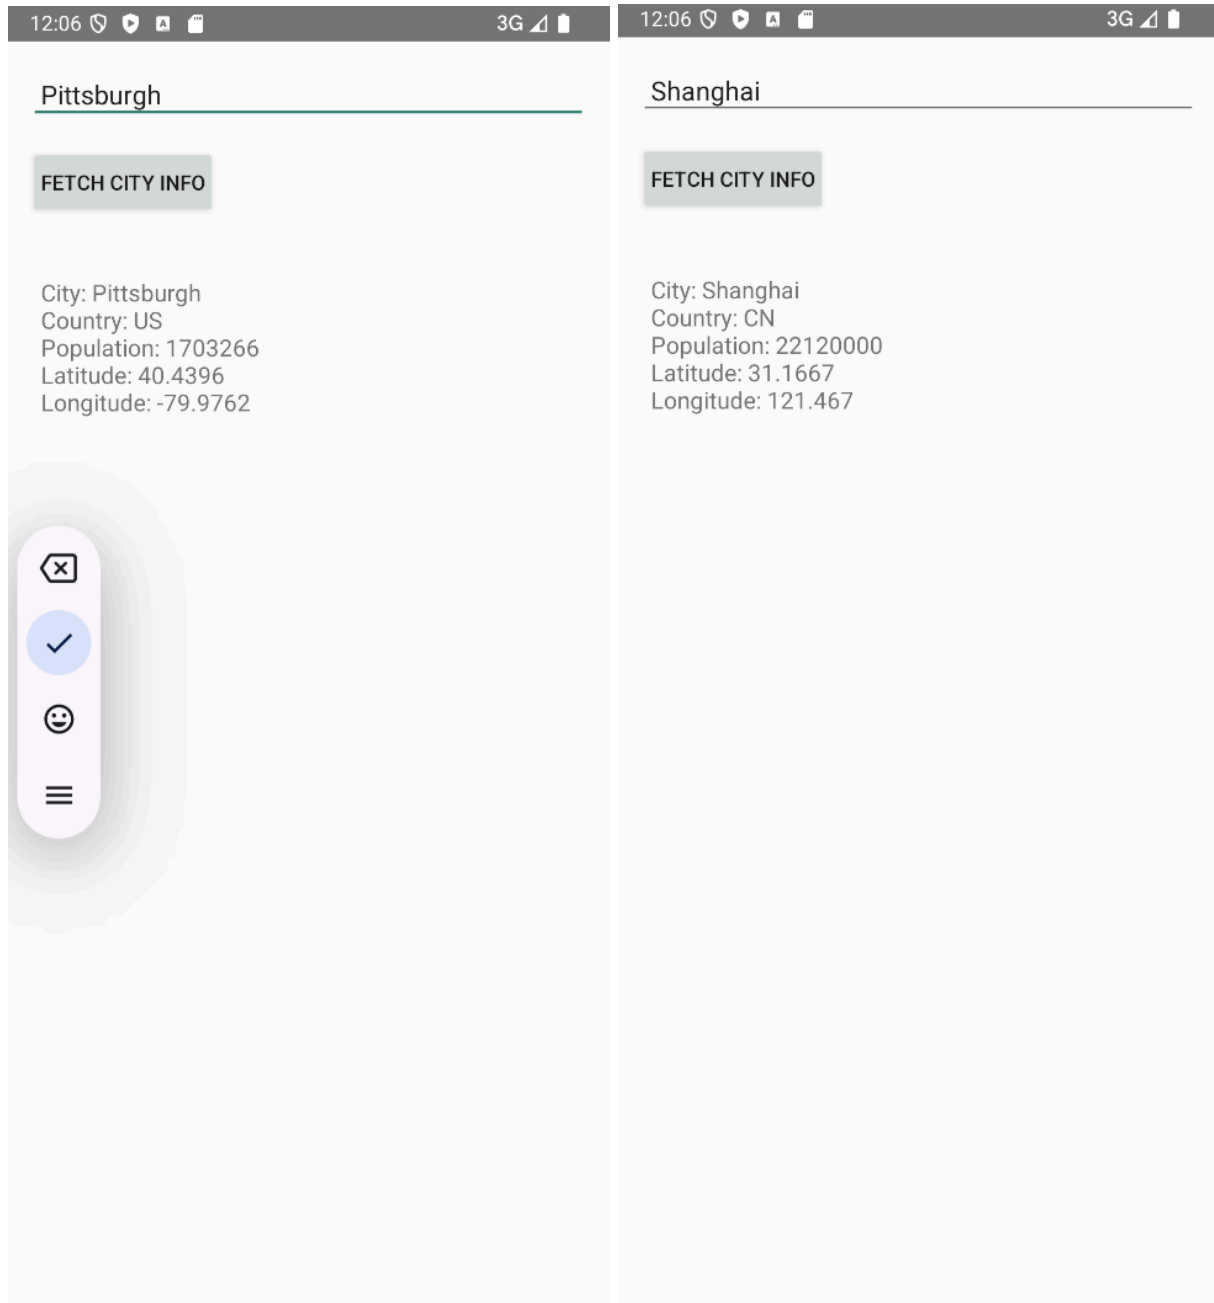 12:06 3G
Pittsburgh
FETCH CITY INFO
City: Pittsburgh
Country: US
Population: 1703266
Latitude: 40.4396
Longitude: -79.9762
12:06 3G
Shanghai
FETCH CITY INFO
City: Shanghai
Country: CN
Population: 22120000
Latitude: 31.1667
Longitude: 121.467